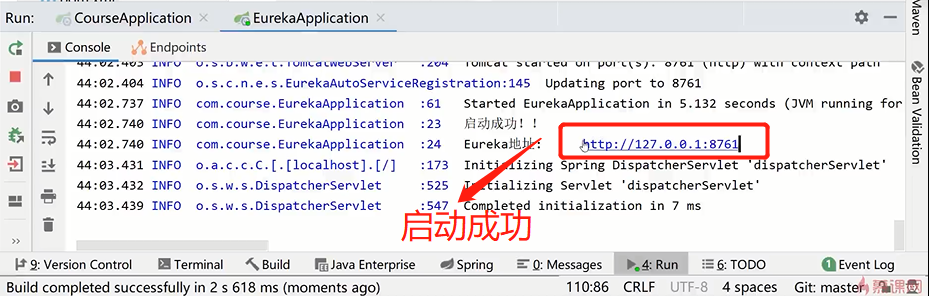 Run: CourseApplication × EurekaApplication ×
Console Endpoints
44:02.403 INFO o.s.b.w.e.t.TomcatWebServer :204 Tomcat started on port(s): 8761 (http) with context path
44:02.403 INFO o.s.c.n.e.s.EurekaAutoServiceRegistration:145 Updating port to 8761
44:02.737 INFO com.course.EurekaApplication :61 Started EurekaApplication in 5.132 seconds (JVM running for
44:02.740 INFO com.course.EurekaApplication :23 启动成功!!
44:02.740 INFO com.course.EurekaApplication :24 Eureka地址: http://127.0.0.1:8761
44:03.431 INFO o.a.c.c.C.[.[localhost].[/] :173 Initializing Spring DispatcherServlet 'dispatcherServlet'
44:03.432 INFO o.s.w.s.DispatcherServlet :525 Initializing Servlet 'dispatcherServlet'
44:03.439 INFO o.s.w.s.DispatcherServlet :547 Completed initialization in 7 ms
启动成功
Maven
Bean Validation
9: Version Control Terminal Build Java Enterprise Spring 0: Messages 4: Run 6: TODO 1 Event Log
Build completed successfully in 2 s 618 ms (moments ago) 110:86 CRLF UTF-8 4 spaces Git: master
慕课网